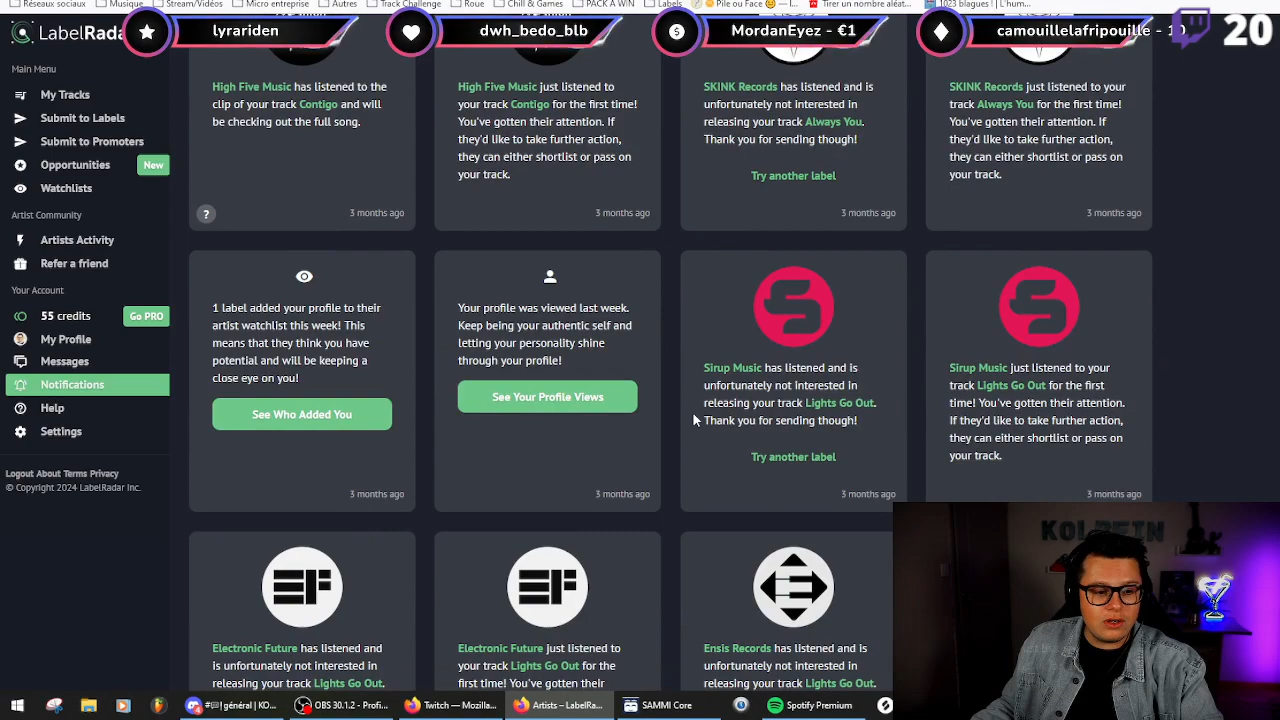 Réseaux sociaux
Musique
Stream/Vidéos
Micro entreprise
Autres
Track Challenge
Roue
Chill & Games
PACK A WIN
Labels
Pile ou Face
Tirer un nombre aléat...
1023 blagues ! | L'hum...
LabelRadar
lyrariden
dwh_bedo_blb
MordanEyez - €1
camouillelafripouille - 10
20
Main Menu
My Tracks
Submit to Labels
Submit to Promoters
Opportunities
New
Watchlists
Artist Community
Artists Activity
Refer a friend
Your Account
55 credits
Go PRO
My Profile
Messages
Notifications
Help
Settings
Logout About Terms Privacy
© Copyright 2024 LabelRadar Inc.
High Five Music has listened to the
clip of your track Contigo and will
be checking out the full song.
?
3 months ago
High Five Music just listened to
your track Contigo for the first time!
You've gotten their attention. If
they'd like to take further action,
they can either shortlist or pass on
your track.
3 months ago
SKINK Records has listened and is
unfortunately not interested in
releasing your track Always You.
Thank you for sending though!
Try another label
3 months ago
SKINK Records just listened to your
track Always You for the first time!
You've gotten their attention. If
they'd like to take further action,
they can either shortlist or pass on
your track.
3 months ago
1 label added your profile to their
artist watchlist this week! This
means that they think you have
potential and will be keeping a
close eye on you!
See Who Added You
3 months ago
Your profile was viewed last week.
Keep being your authentic self and
letting your personality shine
through your profile!
See Your Profile Views
3 months ago
Sirup Music has listened and is
unfortunately not interested in
releasing your track Lights Go Out.
Thank you for sending though!
Try another label
3 months ago
Sirup Music just listened to your
track Lights Go Out for the first
time! You've gotten their attention.
If they'd like to take further action,
they can either shortlist or pass on
your track.
3 months ago
Electronic Future has listened and
is unfortunately not interested in
releasing your track Lights Go Out.
Electronic Future just listened to
your track Lights Go Out for the
first time! You've gotten their
Ensis Records has listened and is
unfortunately not interested in
releasing your track Lights Go Out.
KOLBEIN
général | KO...
OBS 30.1.2 - Profi...
Twitch — Mozilla...
Artists – LabelRa...
SAMMI Core
Spotify Premium